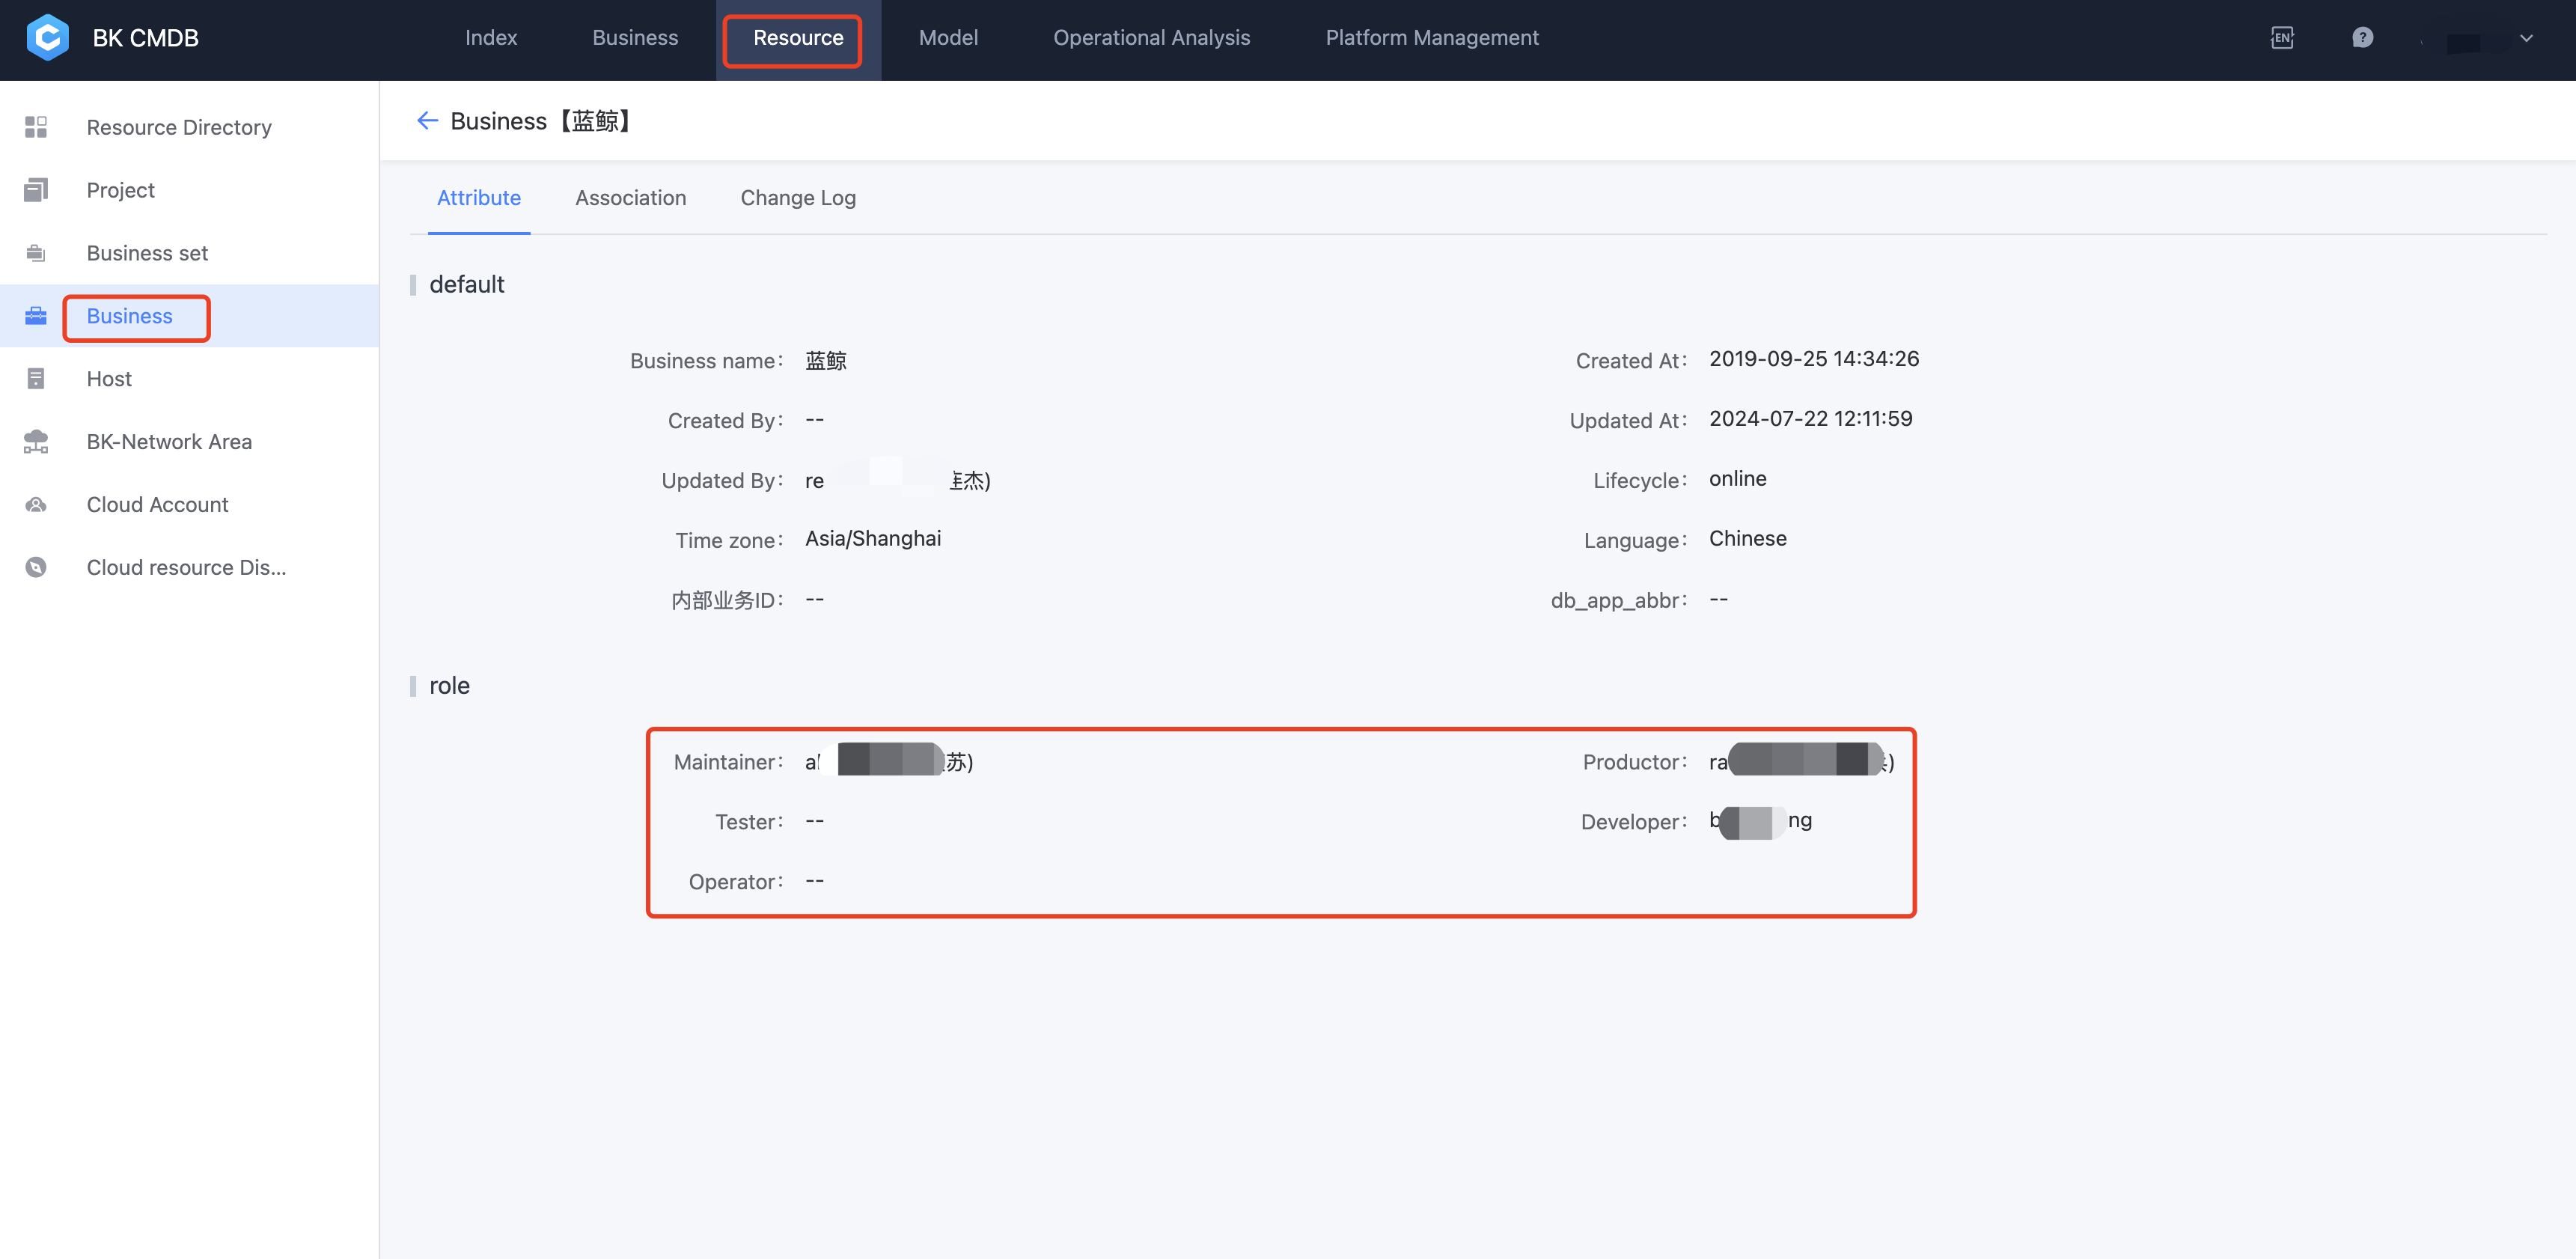 BK CMDB
Index Business Resource Model Operational Analysis Platform Management
EN ?
Resource Directory
Project
Business set
Business
Host
BK-Network Area
Cloud Account
Cloud resource Dis...
Business【蓝鲸】
Attribute Association Change Log
default
Business name: 蓝鲸
Created At: 2019-09-25 14:34:26
Created By: --
Updated At: 2024-07-22 12:11:59
Updated By: re 杰)
Lifecycle: online
Time zone: Asia/Shanghai
Language: Chinese
内部业务ID: --
db_app_abbr: --
role
Maintainer: 苏)
Productor: ra )
Tester: --
Developer: ng
Operator: --